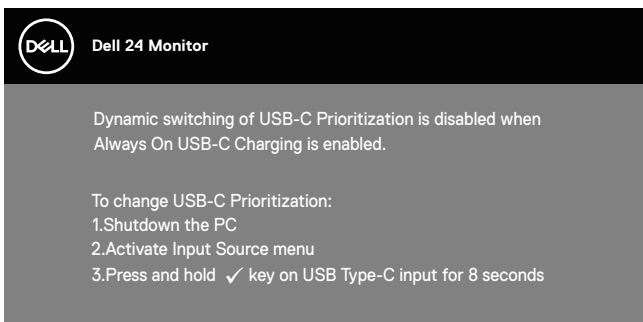 DELL
Dell 24 Monitor
Dynamic switching of USB-C Prioritization is disabled when
Always On USB-C Charging is enabled.
To change USB-C Prioritization:
1.Shutdown the PC
2.Activate Input Source menu
3.Press and hold ✓ key on USB Type-C input for 8 seconds